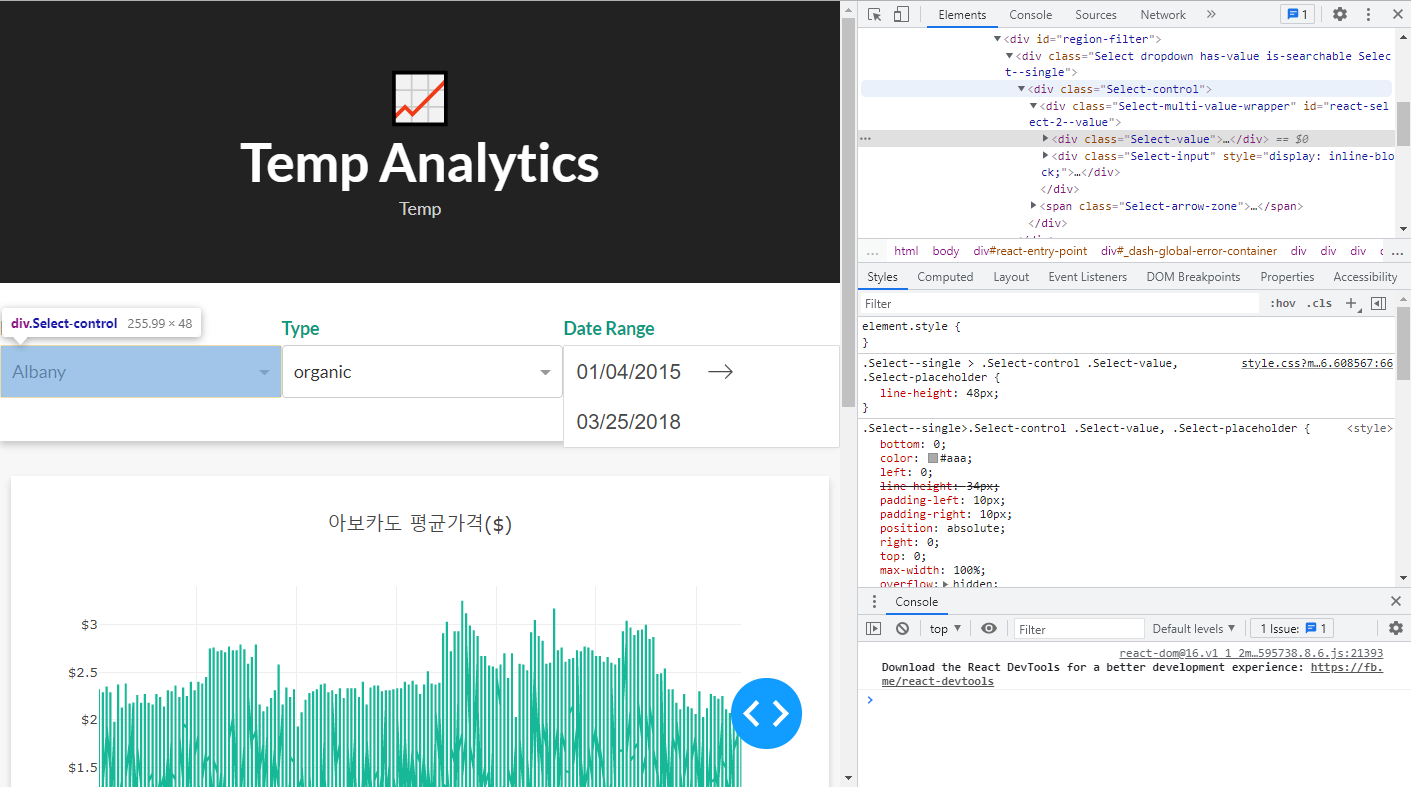 Temp Analytics
Temp
div.Select-control 255.99 × 48
Type
Date Range
Albany
organic
01/04/2015
03/25/2018
아보카도 평균가격($)
$3
$2.5
$2
$1.5
Elements Console Sources Network » 1
<div id="region-filter">
<div class="Select dropdown has-value is-searchable Selec
t--single">
<div class="Select-control">
<div class="Select-multi-value-wrapper" id="react-sel
ect-2--value">
<div class="Select-value">…</div> == $0
<div class="Select-input" style="display: inline-blo
ck;">…</div>
</div>
<span class="Select-arrow-zone">…</span>
</div>
... html body div#react-entry-point div#_dash-global-error-container div div div ...
Styles Computed Layout Event Listeners DOM Breakpoints Properties Accessibility
Filter :hov .cls +
element.style {
}
.Select--single > .Select-control .Select-value, style.css?m…6.608567:66
.Select-placeholder {
line-height: 48px;
}
.Select--single>.Select-control .Select-value, .Select-placeholder { <style>
bottom: 0;
color: #aaa;
left: 0;
line-height: 34px;
padding-left: 10px;
padding-right: 10px;
position: absolute;
right: 0;
top: 0;
max-width: 100%;
overflow: hidden;
Console
top Filter Default levels 1 Issue: 1
react-dom@16.v1_1_2m…595738.8.6.js:21393
Download the React DevTools for a better development experience: https://fb.
me/react-devtools